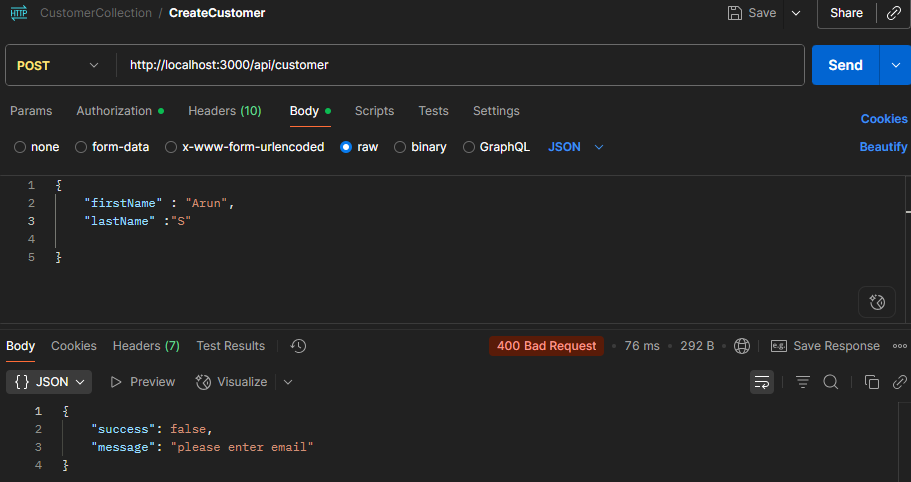 HTTP CustomerCollection / CreateCustomer Save Share
POST http://localhost:3000/api/customer Send
Params Authorization Headers (10) Body Scripts Tests Settings Cookies
none form-data x-www-form-urlencoded raw binary GraphQL JSON Beautify
1 {
2 "firstName" : "Arun",
3 "lastName" :"S"
4
5 }
Body Cookies Headers (7) Test Results 400 Bad Request • 76 ms • 292 B • Save Response
{} JSON Preview Visualize
1 {
2 "success": false,
3 "message": "please enter email"
4 }